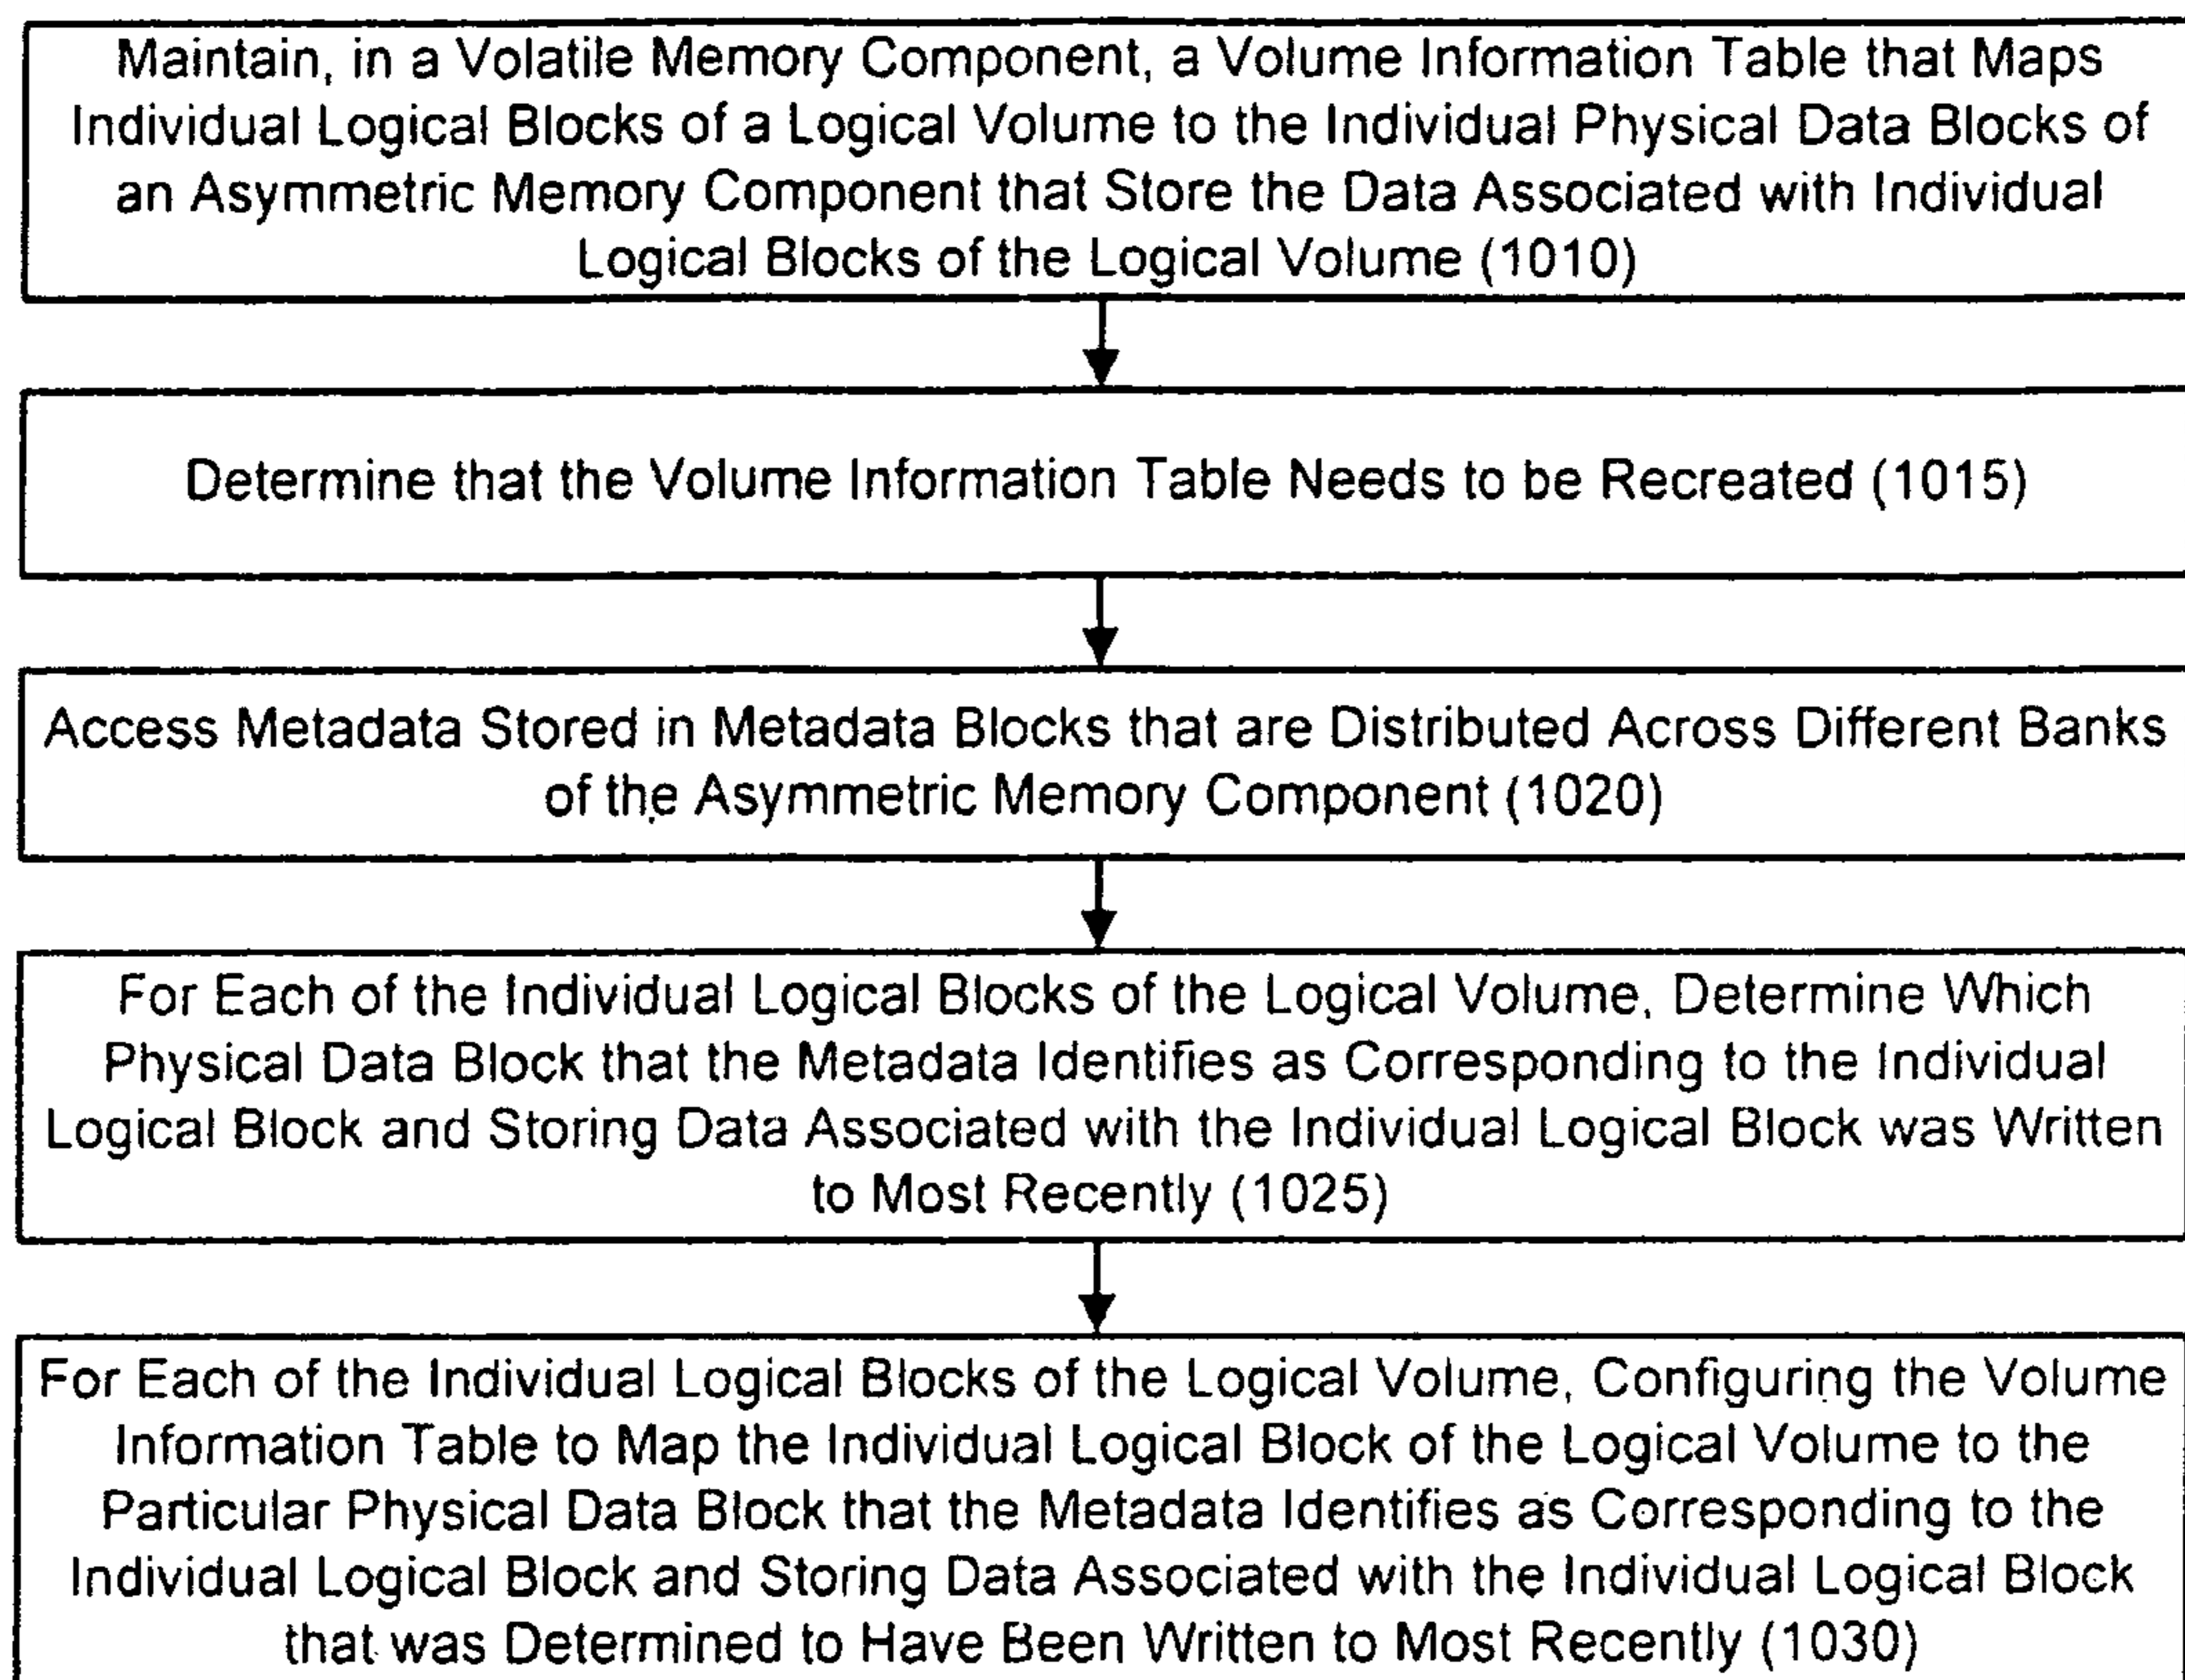 Maintain, in a Volatile Memory Component, a Volume Information Table that Maps
Individual Logical Blocks of a Logical Volume to the Individual Physical Data Blocks of
an Asymmetric Memory Component that Store the Data Associated with Individual
Logical Blocks of the Logical Volume (1010)
Determine that the Volume Information Table Needs to be Recreated (1015)
Access Metadata Stored in Metadata Blocks that are Distributed Across Different Banks
of the Asymmetric Memory Component (1020)
For Each of the Individual Logical Blocks of the Logical Volume, Determine Which
Physical Data Block that the Metadata Identifies as Corresponding to the Individual
Logical Block and Storing Data Associated with the Individual Logical Block was Written
to Most Recently (1025)
For Each of the Individual Logical Blocks of the Logical Volume, Configuring the Volume
Information Table to Map the Individual Logical Block of the Logical Volume to the
Particular Physical Data Block that the Metadata Identifies as Corresponding to the
Individual Logical Block and Storing Data Associated with the Individual Logical Block
that was Determined to Have Been Written to Most Recently (1030)